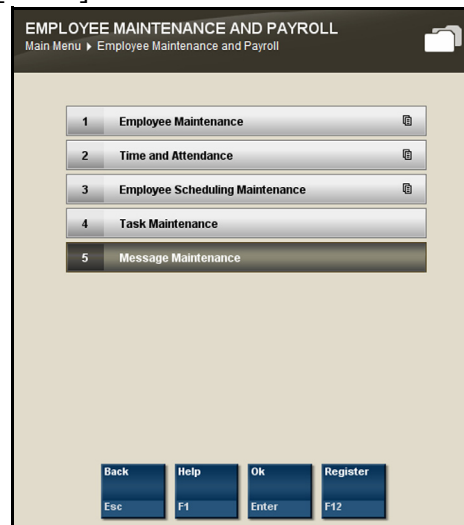 EMPLOYEE MAINTENANCE AND PAYROLL
Main Menu ▸ Employee Maintenance and Payroll
1 Employee Maintenance
2 Time and Attendance
3 Employee Scheduling Maintenance
4 Task Maintenance
5 Message Maintenance
Back Help Ok Register
Esc F1 Enter F12